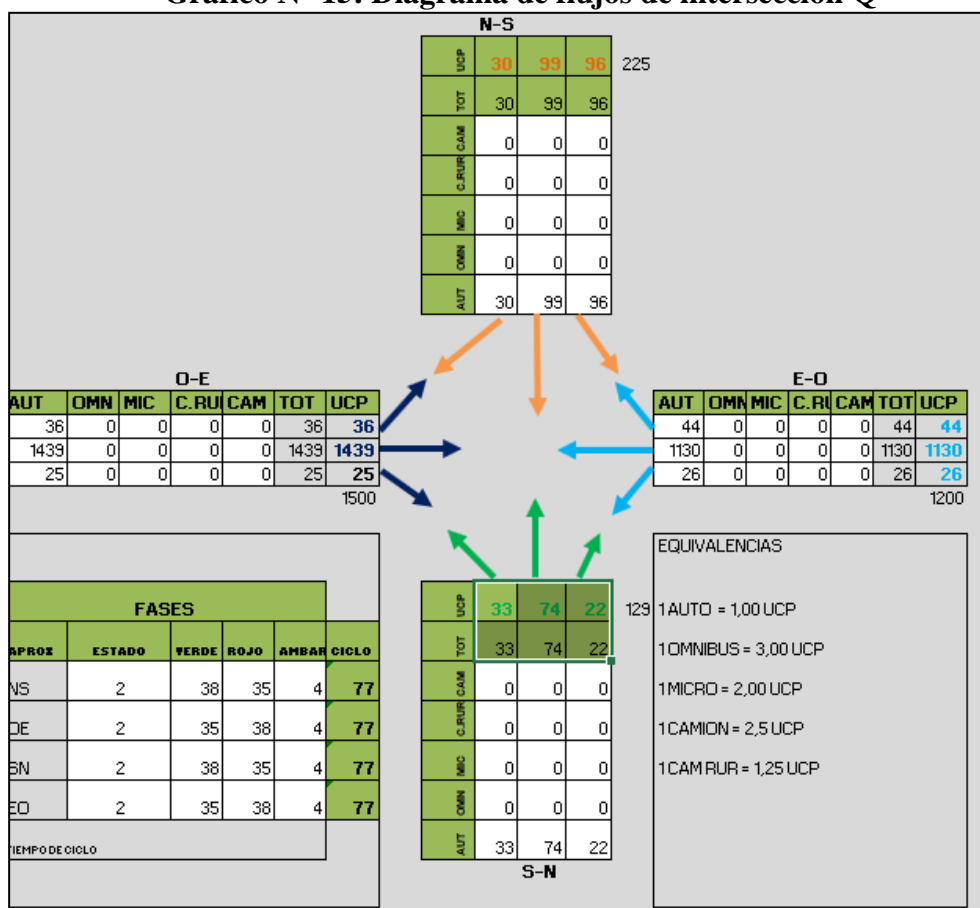 Gráfico N° 15: Diagrama de flujos de intersección Q
N-S
UCP 30 99 96 225
TOT 30 99 96
CAM 0 0 0
C.RUR 0 0 0
MIC 0 0 0
OMN 0 0 0
AUT 30 99 96
O-E
AUT OMN MIC C.RUI CAM TOT UCP
36 0 0 0 0 36 36
1439 0 0 0 0 1439 1439
25 0 0 0 0 25 25
1500
E-O
AUT OMN MIC C.RU CAM TOT UCP
44 0 0 0 0 44 44
1130 0 0 0 0 1130 1130
26 0 0 0 0 26 26
1200
FASES
APROX ESTADO VERDE ROJO AMBAR CICLO
NS 2 38 35 4 77
OE 2 35 38 4 77
SN 2 38 35 4 77
EO 2 35 38 4 77
TIEMPO DE CICLO
UCP 33 74 22 129
TOT 33 74 22
CAM 0 0 0
C.RUR 0 0 0
MIC 0 0 0
OMN 0 0 0
AUT 33 74 22
S-N
EQUIVALENCIAS
1 AUTO = 1,00 UCP
1 OMNIBUS = 3,00 UCP
1 MICRO = 2,00 UCP
1 CAMION = 2,5 UCP
1 CAM RUR = 1,25 UCP